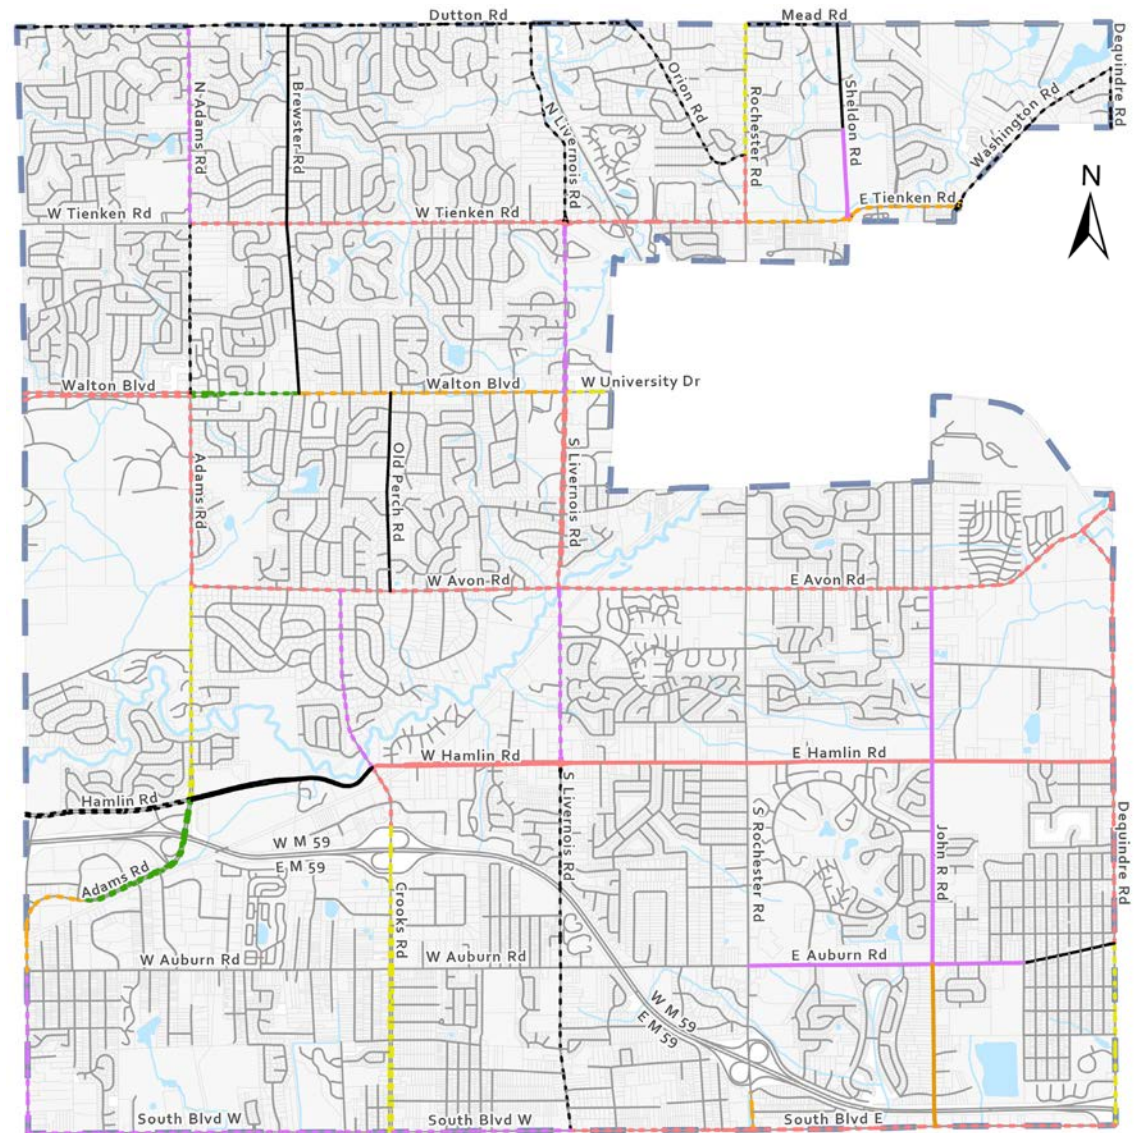 Dutton Rd
Mead Rd
Dequindre Rd
N Adams Rd
Brewster Rd
N Livernois Rd
Orion Rd
Rochester Rd
Sheldon Rd
Washington Rd
N
W Tienken Rd
W Tienken Rd
E Tienken Rd
Walton Blvd
Walton Blvd
W University Dr
Adams Rd
Old Perch Rd
S Livernois Rd
W Avon Rd
E Avon Rd
W Hamlin Rd
E Hamlin Rd
Hamlin Rd
S Livernois Rd
S Rochester Rd
John R Rd
Dequindre Rd
W M 59
E M 59
Adams Rd
Crooks Rd
W Auburn Rd
W Auburn Rd
E Auburn Rd
W M 59
E M 59
South Blvd W
South Blvd W
South Blvd E